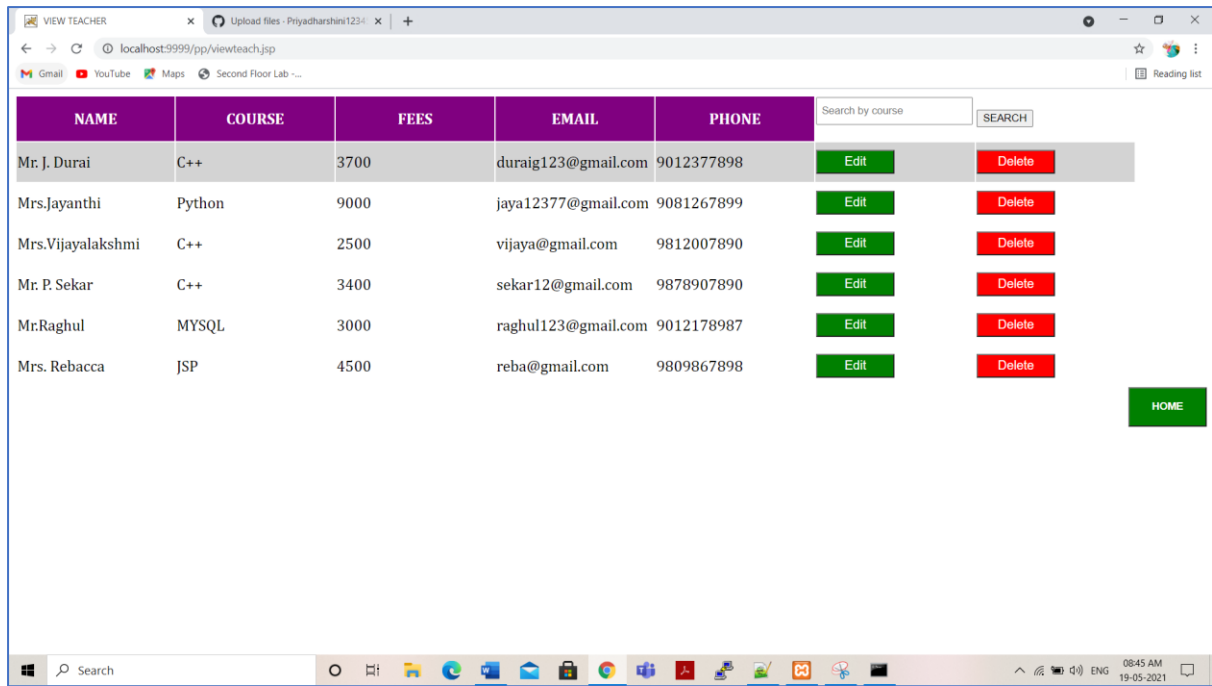 VIEW TEACHER Upload files · Priyadharshini1234
localhost:9999/pp/viewteach.jsp
Gmail YouTube Maps Second Floor Lab -... Reading list
NAME COURSE FEES EMAIL PHONE Search by course SEARCH
Mr. J. Durai C++ 3700 duraig123@gmail.com 9012377898 Edit Delete
Mrs.Jayanthi Python 9000 jaya12377@gmail.com 9081267899 Edit Delete
Mrs.Vijayalakshmi C++ 2500 vijaya@gmail.com 9812007890 Edit Delete
Mr. P. Sekar C++ 3400 sekar12@gmail.com 9878907890 Edit Delete
Mr.Raghul MYSQL 3000 raghul123@gmail.com 9012178987 Edit Delete
Mrs. Rebacca JSP 4500 reba@gmail.com 9809867898 Edit Delete
HOME
Search ENG 08:45 AM
19-05-2021